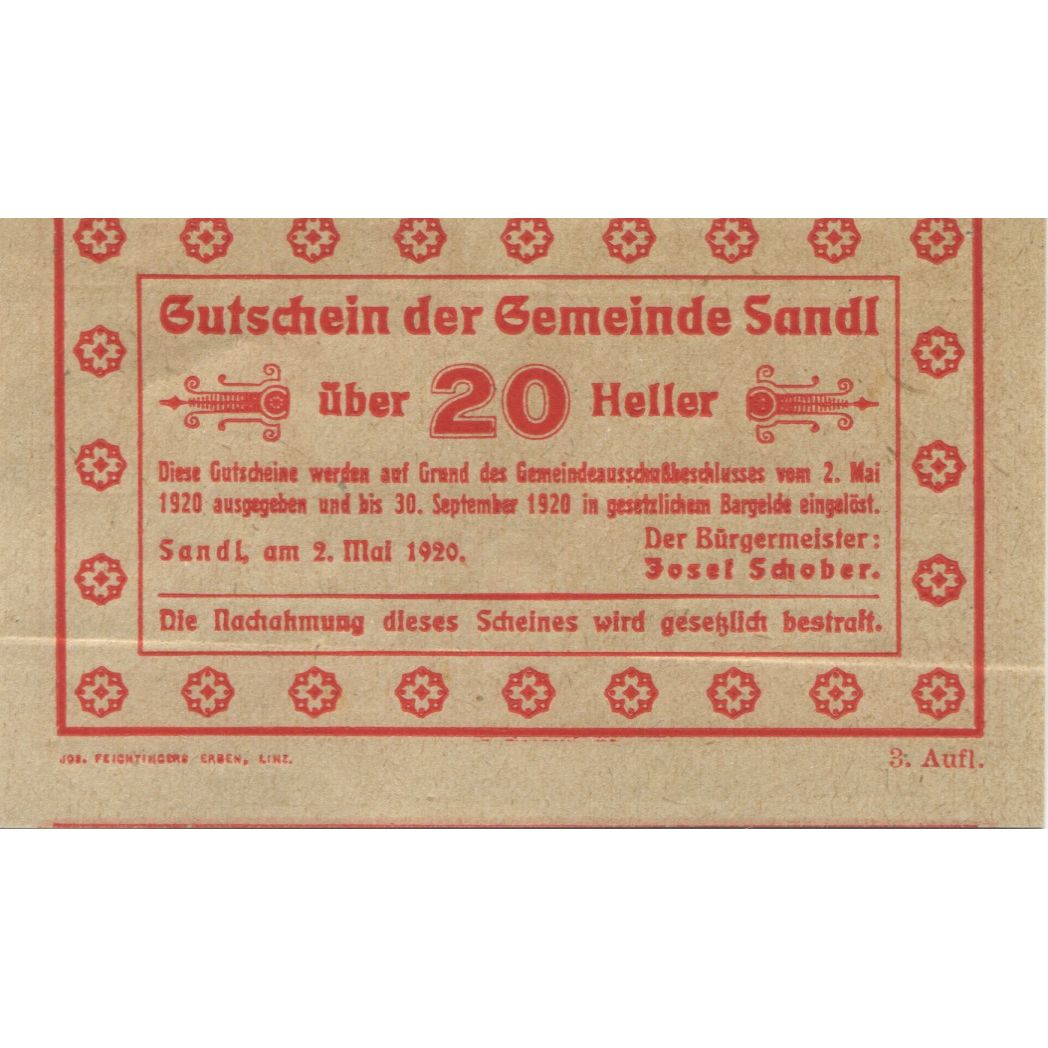 Gutschein der Gemeinde Sandl
über 20 Heller
Diese Gutscheine werden auf Grund des Gemeindeausschußbeschlusses vom 2. Mai
1920 ausgegeben und bis 30. September 1920 in gesetzlichem Bargelde eingelöst.
Sandl, am 2. Mai 1920.
Der Bürgermeister:
Josef Schober.
Die Nachahmung dieses Scheines wird gesetzlich bestraft.
JOS. FEICHTINGERS ERBEN, LINZ.
3. Aufl.